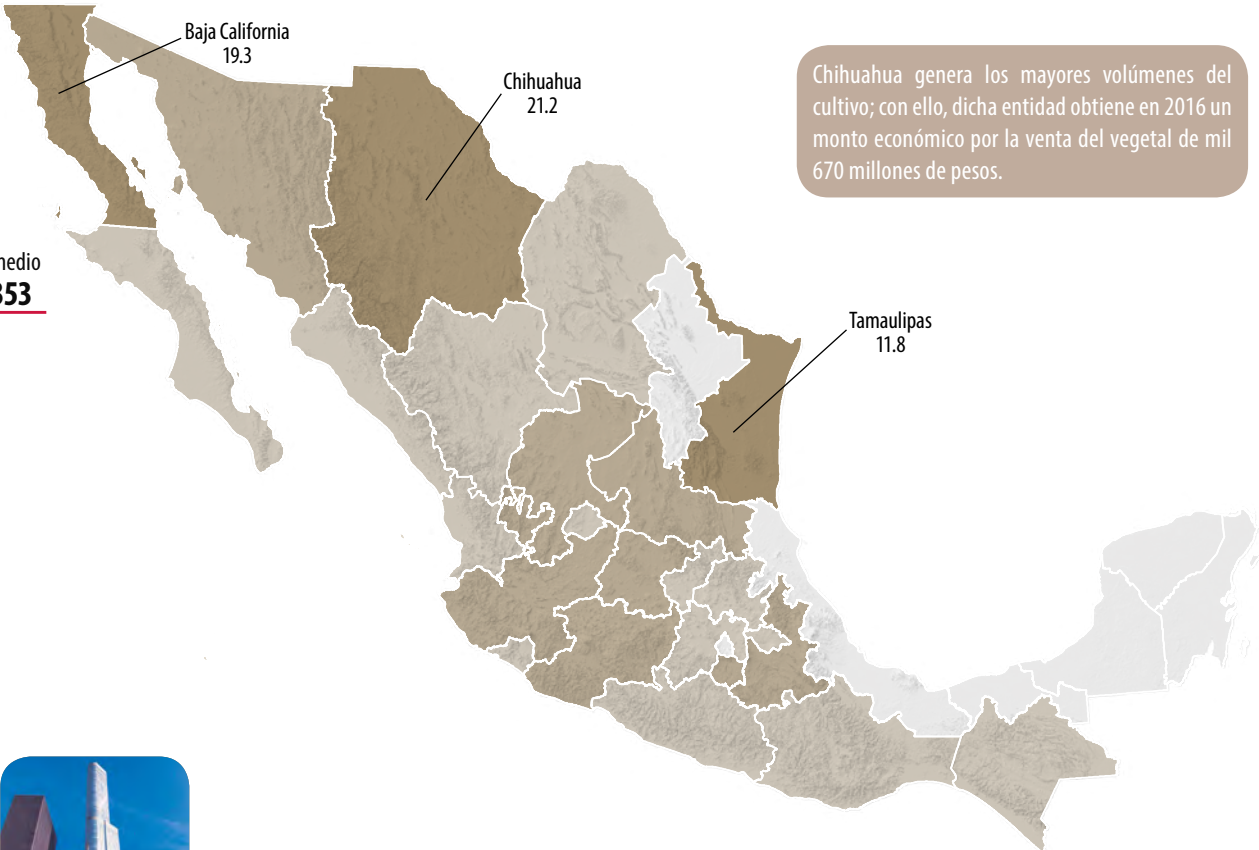 Baja California
19.3
Chihuahua
21.2
Chihuahua genera los mayores volúmenes del
cultivo; con ello, dicha entidad obtiene en 2016 un
monto económico por la venta del vegetal de mil
670 millones de pesos.
Tamaulipas
11.8